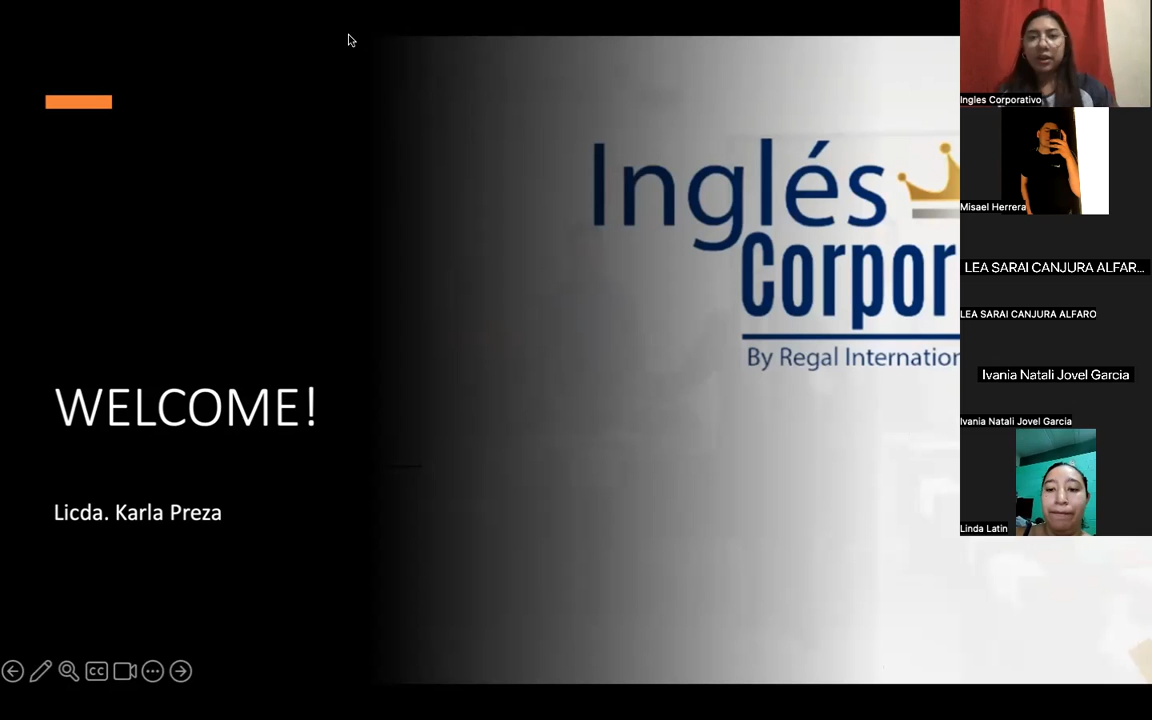 Inglés
Corpor
By Regal Internation
WELCOME!
Licda. Karla Preza
CC
Ingles Corporativo
Misael Herrera
LEA SARAI CANJURA ALFAR...
LEA SARAI CANJURA ALFARO
Ivania Natali Jovel Garcia
Ivania Natali Jovel Garcia
Linda Latin